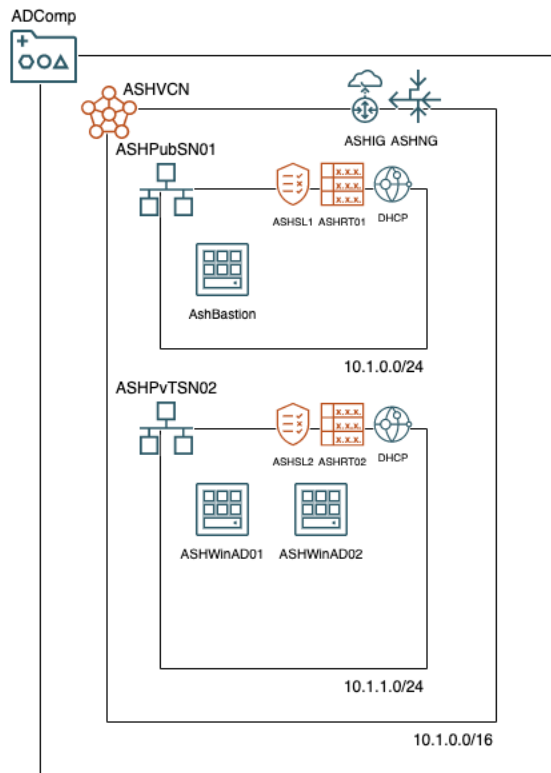 ADComp
ASHVCN
ASHIG ASHNG
ASHPubSN01
x.x.x.
x.x.x.
x.x.x.
ASHSL1 ASHRT01 DHCP
AshBastion
10.1.0.0/24
ASHPvTSN02
x.x.x.
x.x.x.
x.x.x.
ASHSL2 ASHRT02 DHCP
ASHWinAD01 ASHWinAD02
10.1.1.0/24
10.1.0.0/16